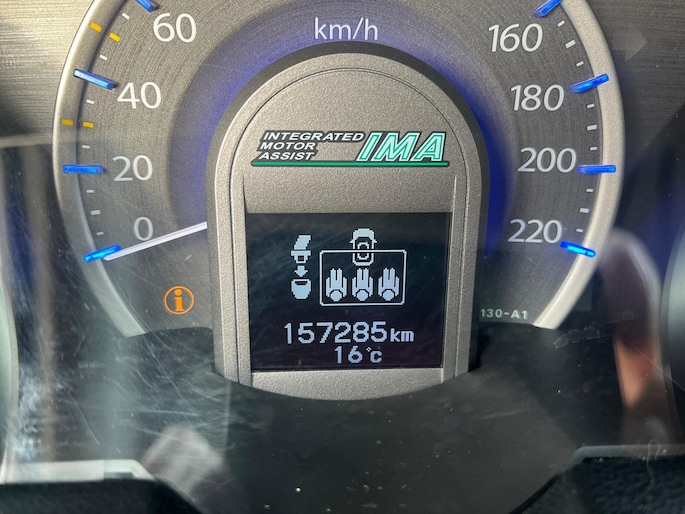 60
km/h
160
40
180
INTEGRATED
MOTOR
ASSIST
IMA
20
200
0
220
i
130-A1
157285km
16°C